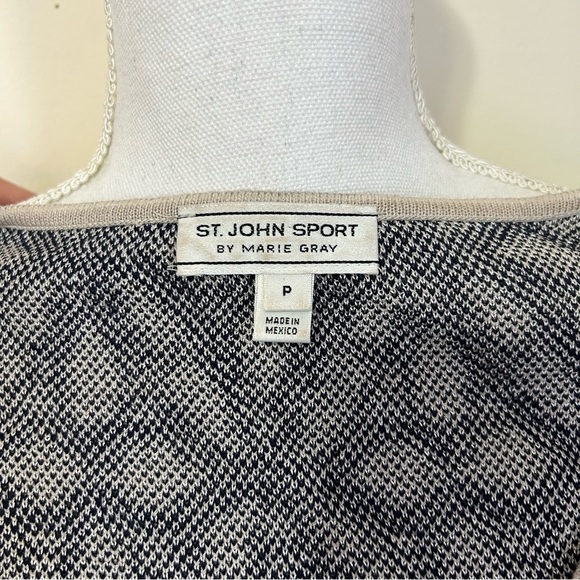 ST. JOHN SPORT
BY MARIE GRAY
P
MADE IN
MEXICO